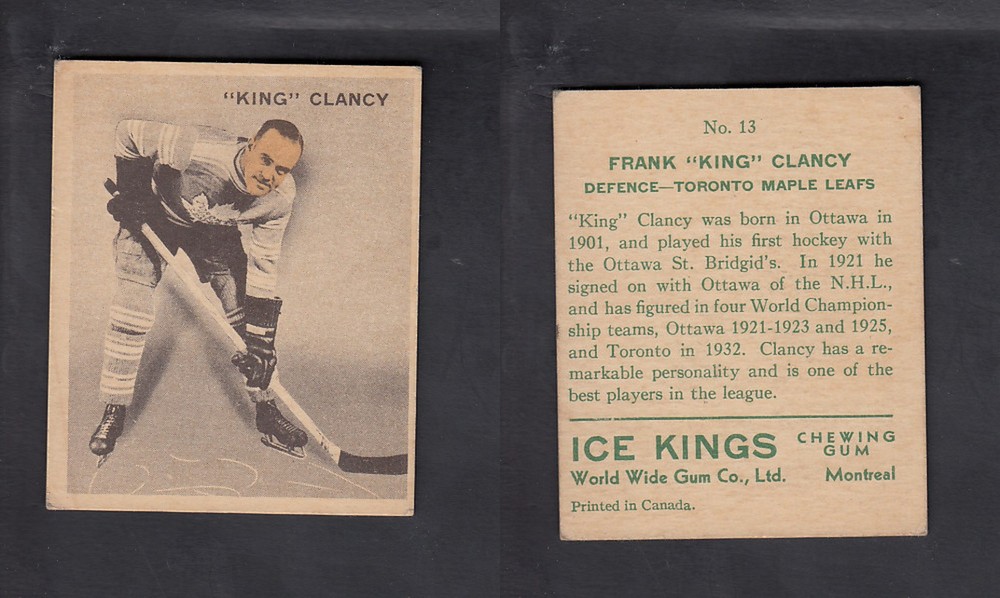 "KING" CLANCY
No. 13
FRANK "KING" CLANCY
DEFENCE—TORONTO MAPLE LEAFS
"King" Clancy was born in Ottawa in
1901, and played his first hockey with
the Ottawa St. Bridgid's. In 1921 he
signed on with Ottawa of the N.H.L.,
and has figured in four World Champion-
ship teams, Ottawa 1921-1923 and 1925,
and Toronto in 1932. Clancy has a re-
markable personality and is one of the
best players in the league.
ICE KINGS CHEWING GUM
World Wide Gum Co., Ltd. Montreal
Printed in Canada.